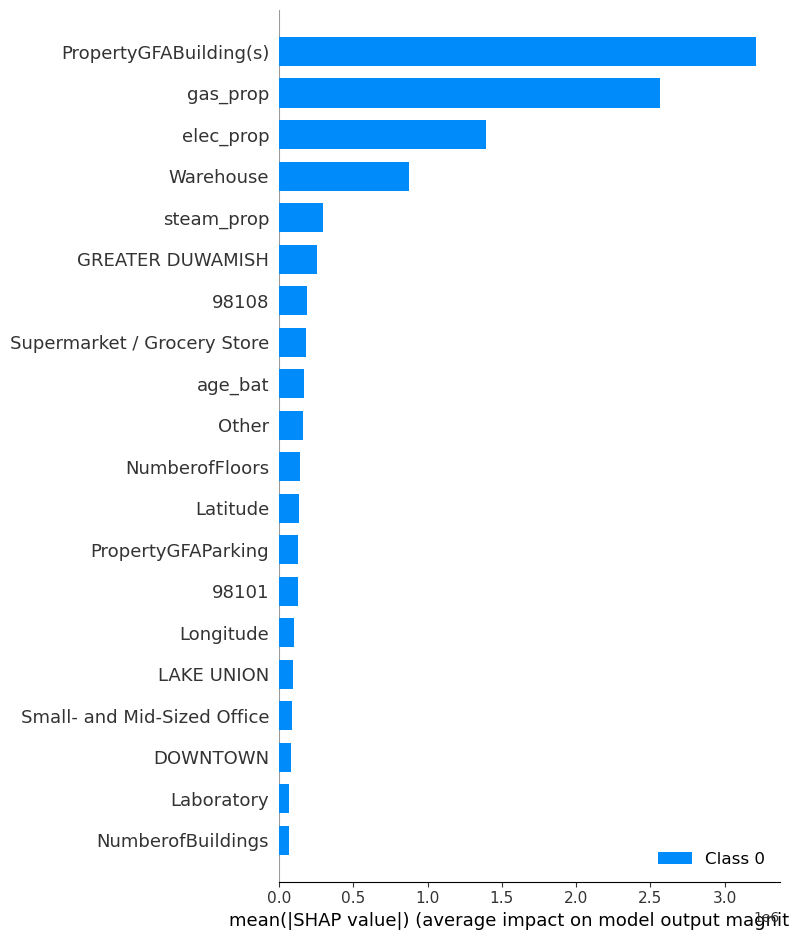 PropertyGFABuilding(s)
gas_prop
elec_prop
Warehouse
steam_prop
GREATER DUWAMISH
98108
Supermarket / Grocery Store
age_bat
Other
NumberofFloors
Latitude
PropertyGFAParking
98101
Longitude
LAKE UNION
Small- and Mid-Sized Office
DOWNTOWN
Laboratory
NumberofBuildings
Class 0
0.0 0.5 1.0 1.5 2.0 2.5 3.0
1e6
mean(|SHAP value|) (average impact on model output magnit